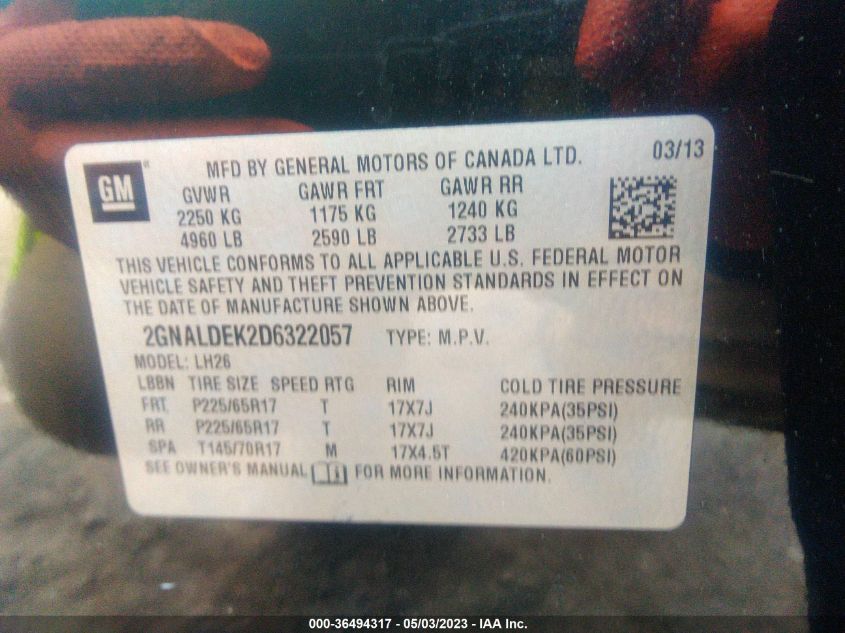 GM
MFD BY GENERAL MOTORS OF CANADA LTD. 03/13
GVWR GAWR FRT GAWR RR
2250 KG 1175 KG 1240 KG
4960 LB 2590 LB 2733 LB
THIS VEHICLE CONFORMS TO ALL APPLICABLE U.S. FEDERAL MOTOR
VEHICLE SAFETY AND THEFT PREVENTION STANDARDS IN EFFECT ON
THE DATE OF MANUFACTURE SHOWN ABOVE.
2GNALDEK2D6322057 TYPE: M.P.V.
MODEL: LH26
LBBN TIRE SIZE SPEED RTG RIM COLD TIRE PRESSURE
FRT P225/65R17 T 17X7J 240KPA(35PSI)
RR P225/65R17 T 17X7J 240KPA(35PSI)
SPA T145/70R17 M 17X4.5T 420KPA(60PSI)
SEE OWNER'S MANUAL FOR MORE INFORMATION.
000-36494317 - 05/03/2023 - IAA Inc.